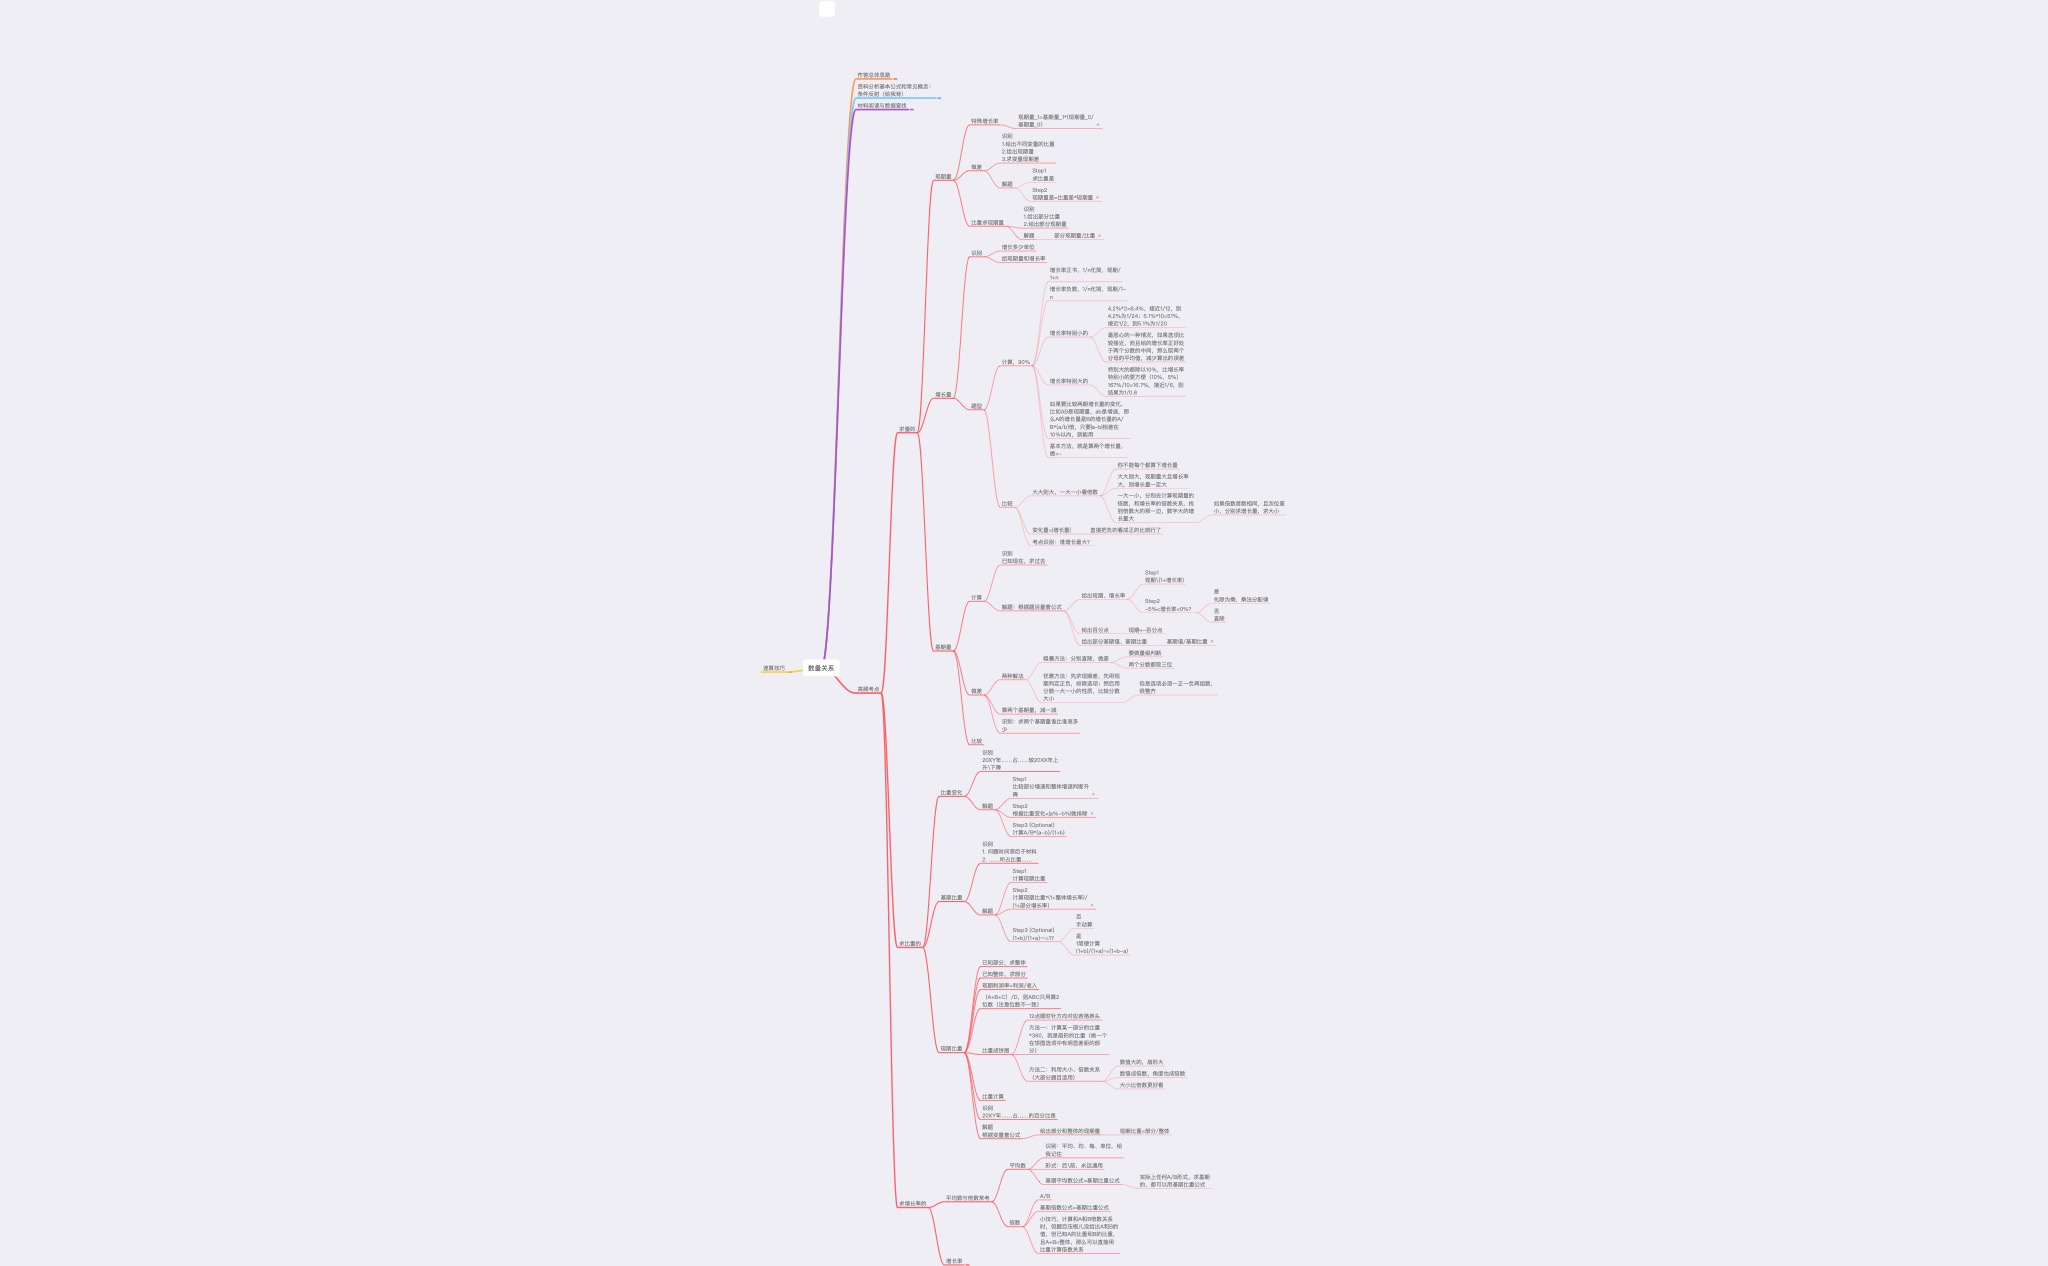 作答总体思路
资料分析基本公式和常见概念：
条件反射（给我背）
材料阅读与数据查找
特殊增长率
现期量_1=基期量_1*(现期量_0/
基期量_0)
现期量
做差
识别
1.给出不同变量的比重
2.给出现期量
3.求变量现期差
解题
Step1
求比重差
Step2
现期量差=比重差*现期量
比重求现期量
识别
1.给出部分比重
2.给出部分现期量
解题
部分现期量/比重
求量的
增长量
识别
增长多少单位
给现期量和增长率
题型
计算，90%
增长率正书，1/n化简，现期/
1+n
增长率负数，1/n化简，现期/1-
n
增长率特别小的
4.2%*2=8.4%，接近1/12，则
4.2%为1/24；5.1%*10=51%，
接近1/2，则5.1%为1/20
最恶心的一种情况，如果选项比
较接近，而且给的增长率正好处
于两个分数的中间，那么取两个
分母的平均值，减少算出的误差
增长率特别大的
特别大的都除以10%，比增长率
特别小的更方便（10%，5%）
167%/10=16.7%，接近1/6，则
结果为1/0.6
如果要比较两期增长量的变化，
比如AB是现期量，ab是增速，那
么A的增长量是B的增长量的A/
B*(a/b)倍，只要|a-b|相差在
10%以内，就能用
基本方法，就是算两个增长量，
比较
大大则大，一大一小看倍数
你不能每个都算下增长量
大大则大，现期量大且增长率
大，则增长量一定大
一大一小，分别去计算现期量的
倍数，和增长率的倍数关系，找
到倍数大的那一边，数字大的增
长量大
如果倍数首数相同，且次位差
小，分别求增长量，求大小
变化量=|增长量|
直接把负的看成正的比就行了
考点识别：谁增长量大?
基期量
计算
识别
已知现在，求过去
解题：根据题目量套公式
给出现期、增长率
Step1
现期\(1+增长率)
Step2
-5%<增长率<0%?
是
化除为乘，乘法分配律
否
直除
给出百分点
现期+-百分点
给出部分基期值、基期比重
基期值/基期比重
做差
两种解法
粗暴方法：分别直除，做差
要做量级判断
两个分数都取三位
优雅方法：先求现期差，先用现
期判定正负，排除选项；然后用
分数一大一小的性质，比较分数
大小
但是选项必须一正一负两组数，
很整齐
算两个基期量，减一减
识别：求两个基期量谁比谁差多
少
比较
速算技巧
数量关系
高频考点
求比重的
比重变化
识别
20XY年……占……较20XX年上
升\下降
解题
Step1
比较部分增速和整体增速判断升
降
Step2
根据比重变化<|a%-b%|做排除
Step3 (Optional)
计算A/B*(a-b)/(1+b)
基期比重
识别
1. 问题时间滞后于材料
2. ……所占比重……
解题
Step1
计算现期比重
Step2
计算现期比重*(1+整体增长率)/
(1+部分增长率)
Step3 (Optional)
(1+b)/(1+a)~=1?
否
手动算
是
1简便计算
(1+b)/(1+a)~=(1+b-a)
现期比重
已知部分，求整体
已知整体，求部分
现期利润率=利润/收入
（A+B+C）/D，则ABC只用算2
位数（注意位数不一致）
比重成饼图
12点顺时针方向对应表格表头
方法一：计算某一部分的比重
*360，就是扇形的比重（挑一个
在饼图选项中有明显差距的部
分）
方法二：利用大小、倍数关系
（大部分题目适用）
数值大的，扇形大
数值成倍数，角度也成倍数
大小比倍数更好看
比重计算
识别
20XY年……占……的百分比是
解题
根据变量套公式
给出部分和整体的现期量
现期比重=部分/整体
求增长率的
平均数与倍数常考
平均数
识别：平均、均、每、单位，给
我记住
形式：后\前，永远通用
基期平均数公式=基期比重公式
实际上任何A/B形式，求基期
的，都可以用基期比重公式
倍数
A/B
基期倍数公式=基期比重公式
小技巧，计算和A和B倍数关系
时，但题目压根儿没给出A和B的
值，但已知A的比重和B的比重，
且A+B=整体，那么可以直接用
比重计算倍数关系
增长率